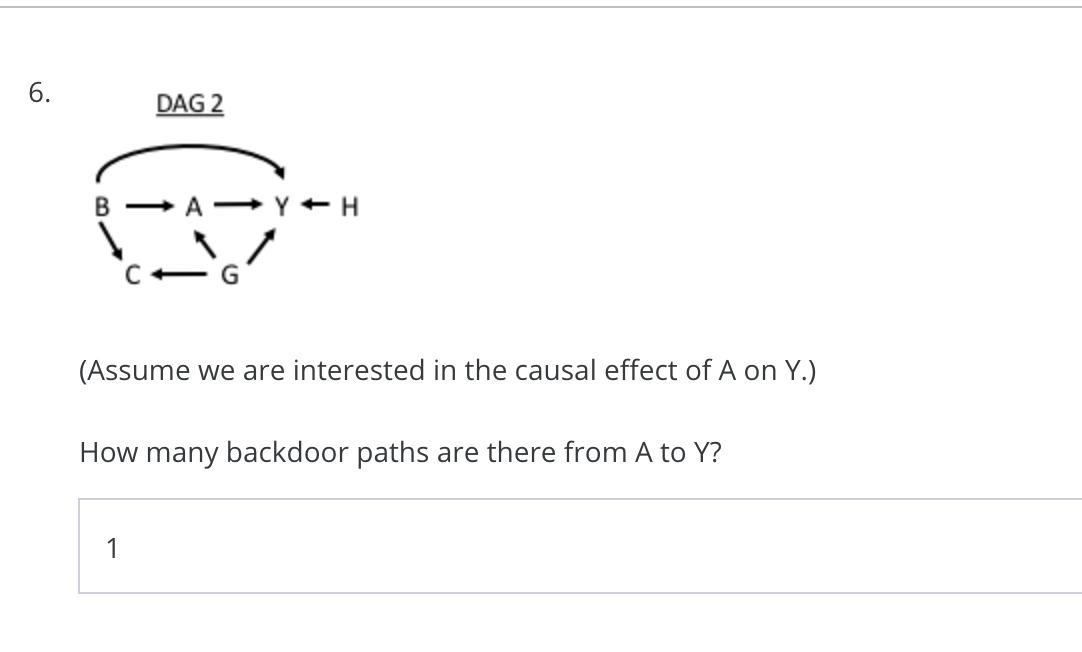 6.
DAG 2
B A Y H
C G
(Assume we are interested in the causal effect of A on Y.)
How many backdoor paths are there from A to Y?
1